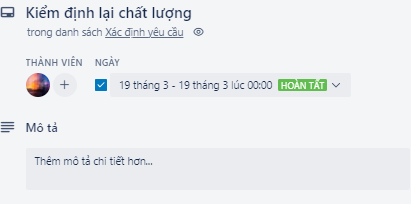 Kiểm định lại chất lượng
trong danh sách Xác định yêu cầu
THÀNH VIÊN NGÀY
19 tháng 3 - 19 tháng 3 lúc 00:00 HOÀN TẤT
Mô tả
Thêm mô tả chi tiết hơn...